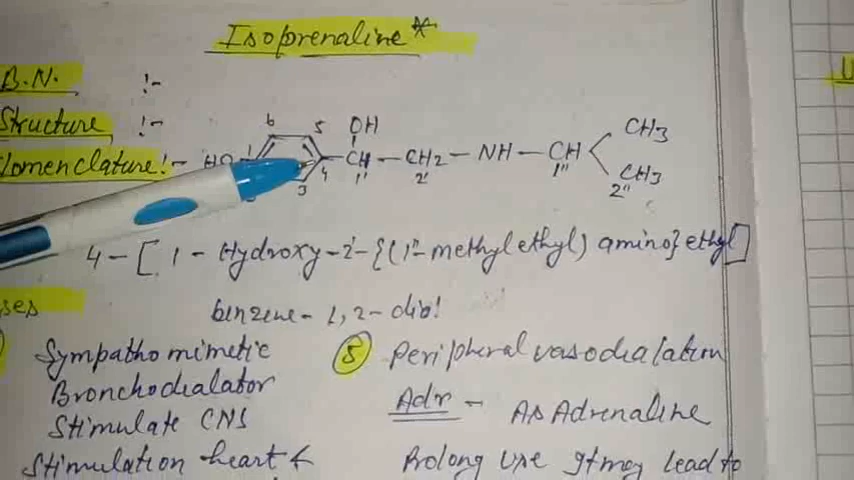 Isoprenaline*
B.N. :-
Structure :-
Nomenclature :-
6 5 OH CH3
HO 1 4 CH — CH2 — NH — CH <
3 1' 2' 1" CH3
2"
4-[1-Hydroxy-2'-{(1"-methylethyl) amino} ethyl]
benzene-1,2-diol
ses
Sympathomimetic
Bronchodialator
Stimulate CNS
Stimulation heart &
5 Peripheral vasodialation
Adr - As Adrenaline
Prolong use It may lead to